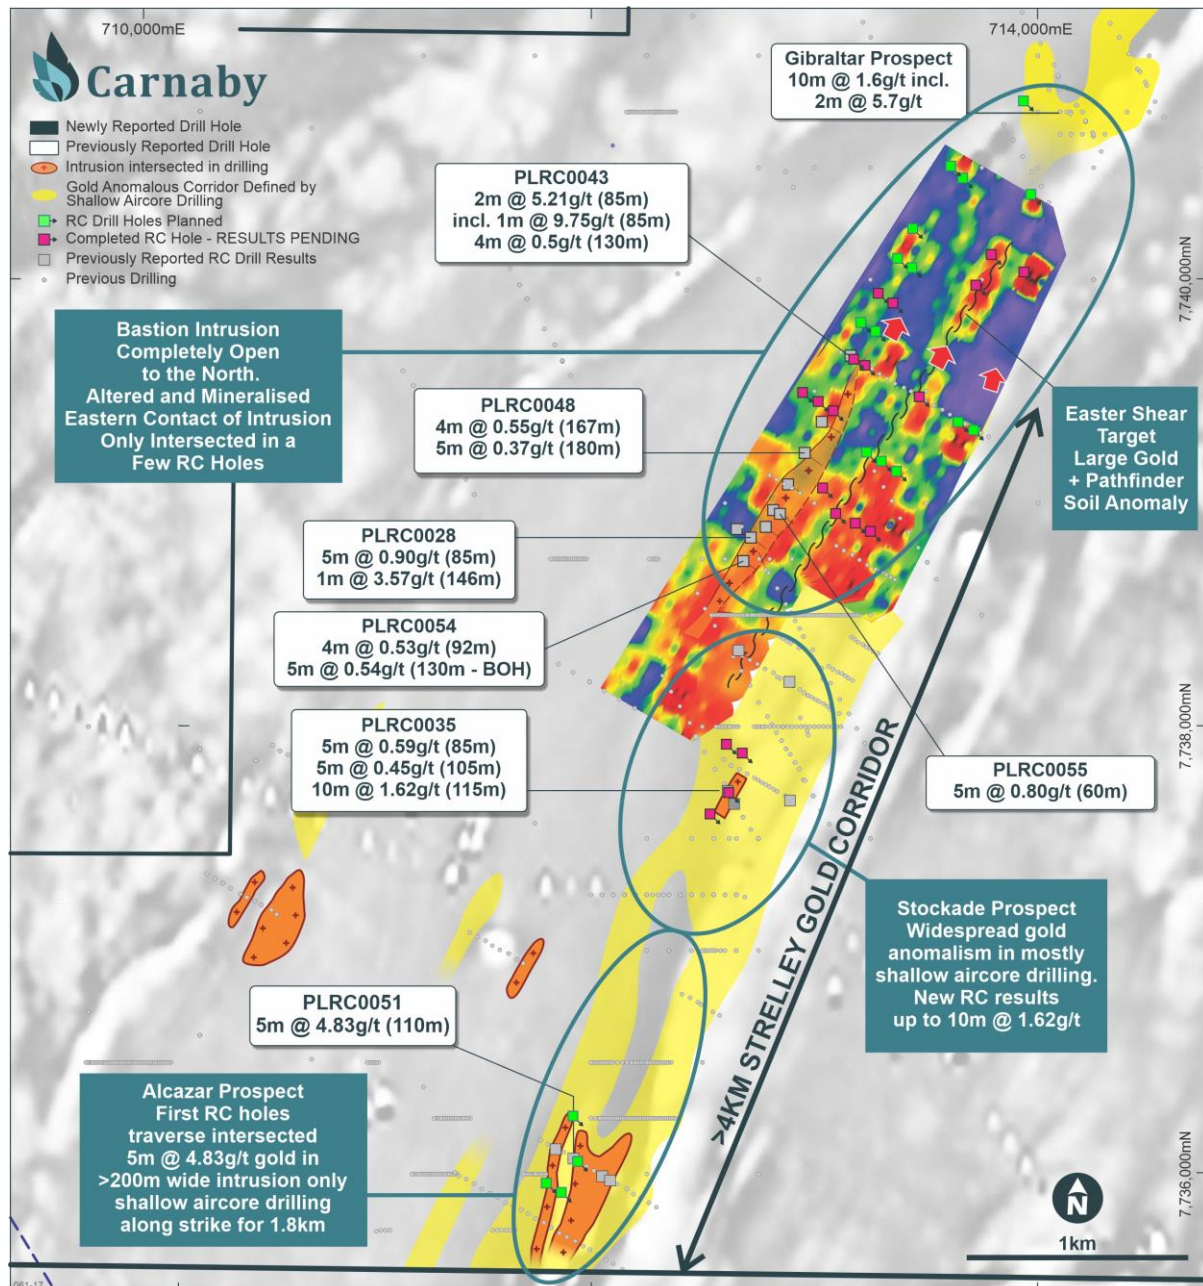 710,000mE
714,000mE
Carnaby
Newly Reported Drill Hole
Previously Reported Drill Hole
Intrusion intersected in drilling
Gold Anomalous Corridor Defined by
Shallow Aircore Drilling
RC Drill Holes Planned
Completed RC Hole - RESULTS PENDING
Previously Reported RC Drill Results
Previous Drilling
Gibraltar Prospect
10m @ 1.6g/t incl.
2m @ 5.7g/t
PLRC0043
2m @ 5.21g/t (85m)
incl. 1m @ 9.75g/t (85m)
4m @ 0.5g/t (130m)
7,740,000mN
Bastion Intrusion
Completely Open
to the North.
Altered and Mineralised
Eastern Contact of Intrusion
Only Intersected in a
Few RC Holes
PLRC0048
4m @ 0.55g/t (167m)
5m @ 0.37g/t (180m)
Easter Shear
Target
Large Gold
+ Pathfinder
Soil Anomaly
PLRC0028
5m @ 0.90g/t (85m)
1m @ 3.57g/t (146m)
PLRC0054
4m @ 0.53g/t (92m)
5m @ 0.54g/t (130m - BOH)
PLRC0035
5m @ 0.59g/t (85m)
5m @ 0.45g/t (105m)
10m @ 1.62g/t (115m)
7,738,000mN
PLRC0055
5m @ 0.80g/t (60m)
>4KM STRELLEY GOLD CORRIDOR
Stockade Prospect
Widespread gold
anomalism in mostly
shallow aircore drilling.
New RC results
up to 10m @ 1.62g/t
PLRC0051
5m @ 4.83g/t (110m)
Alcazar Prospect
First RC holes
traverse intersected
5m @ 4.83g/t gold in
>200m wide intrusion only
shallow aircore drilling
along strike for 1.8km
7,736,000mN
N
1km
061-17